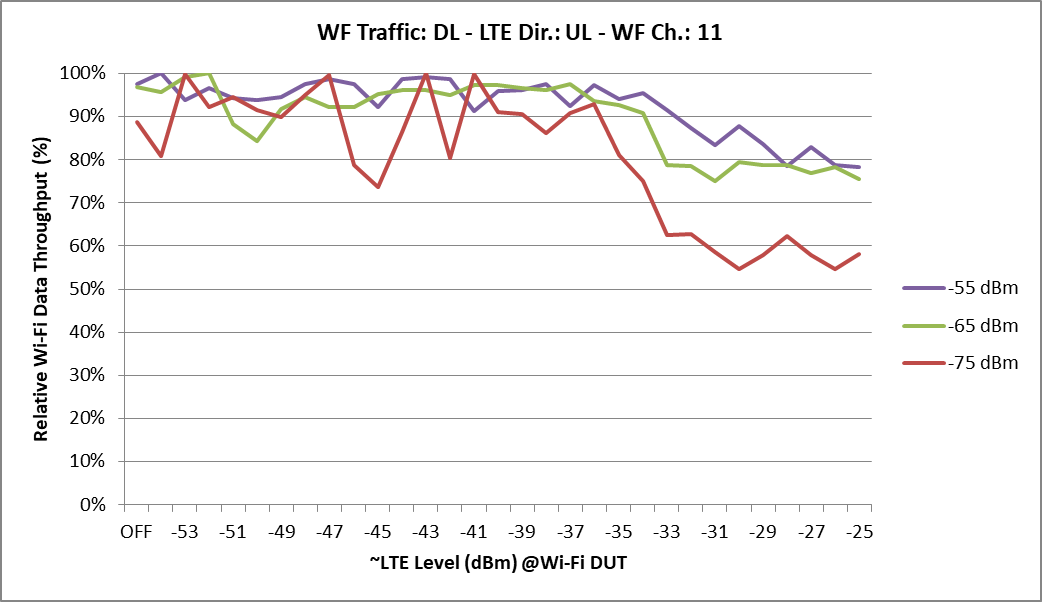 WF Traffic: DL - LTE Dir.: UL - WF Ch.: 11
100%
90%
80%
70%
60%
50%
40%
30%
20%
10%
0%
Relative Wi-Fi Data Throughput (%)
OFF -53 -51 -49 -47 -45 -43 -41 -39 -37 -35 -33 -31 -29 -27 -25
~LTE Level (dBm) @Wi-Fi DUT
-55 dBm
-65 dBm
-75 dBm